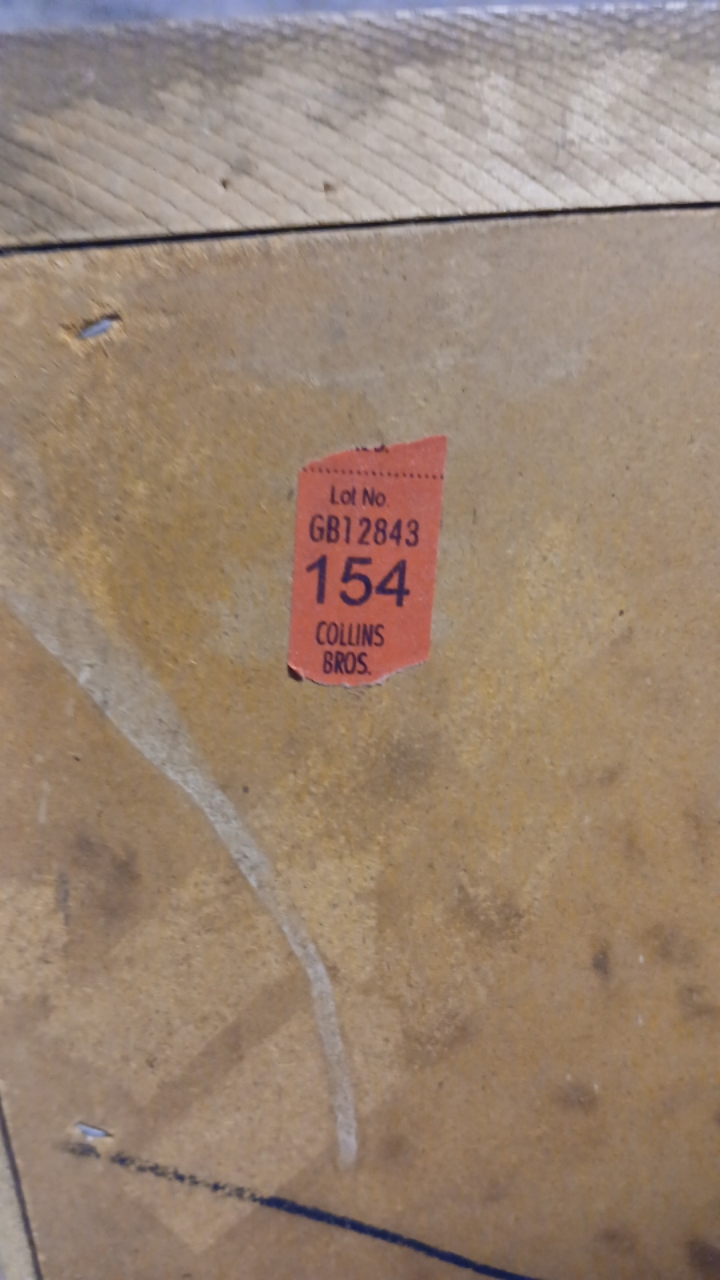 Lot No.
GB12843
154
COLLINS
BROS.